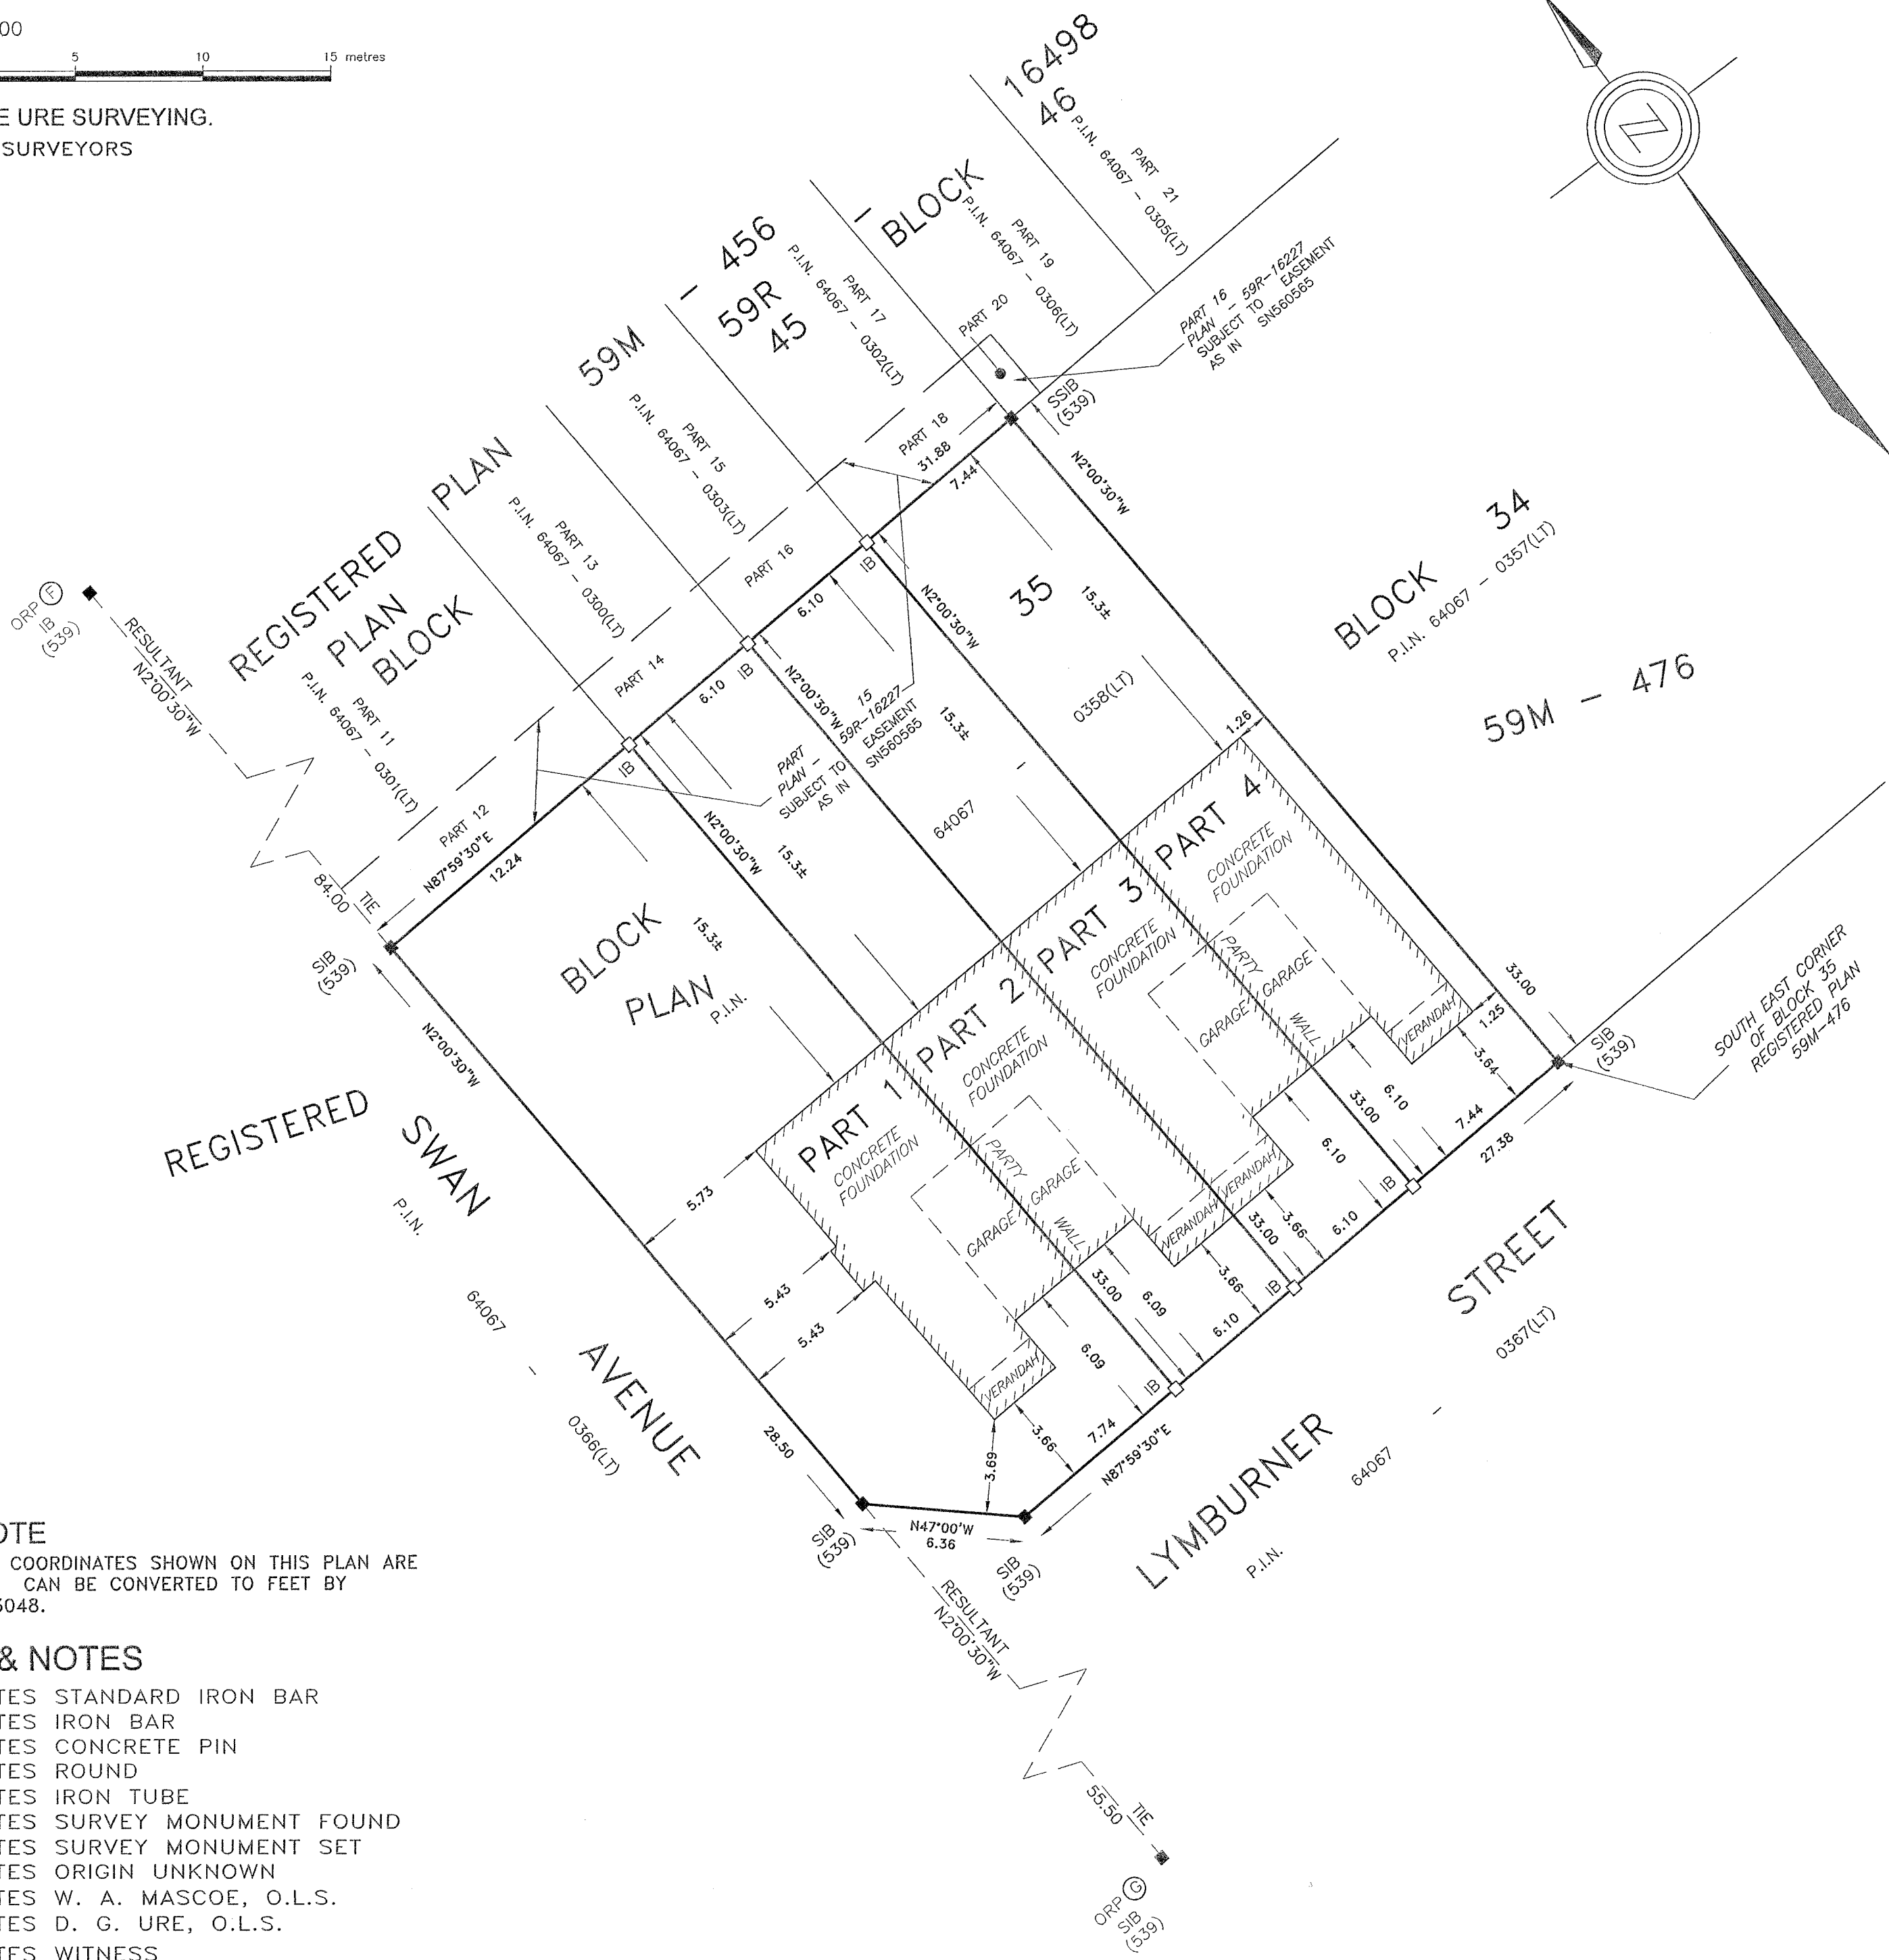 00
5 10 15 metres
E URE SURVEYING.
SURVEYORS
16498
46
P.I.N. 64067 - 0305(LT)
PART 21
I BLOCK
P.I.N. 64067 - 0306(LT)
PART 19
PART 20
PART 16
PLAN - 59R-16227
SUBJECT TO EASEMENT
AS IN SN560565
- 456
59R
45
P.I.N. 64067 - 0302(LT)
PART 17
PART 18
31.88
7.44
SSIB
(539)
N2°00'30"W
59M
P.I.N. 64067 - 0303(LT)
PART 15
PART 16
6.10
IB
N2°00'30"W
PLAN
P.I.N. 64067 - 0300(LT)
PART 13
PART 14
6.10
IB
N2°00'30"W
REGISTERED
PLAN
BLOCK
P.I.N. 64067 - 0301(LT)
PART 11
PART 12
N87°59'30"E
12.24
IB
N2°00'30"W
ORP F
IB
(539)
RESULTANT
N2°00'30"W
84.00 TIE
SIB
(539)
N2°00'30"W
PART 15
PLAN - 59R-16227
SUBJECT TO EASEMENT
AS IN SN560565
35
15.3±
0358(LT)
15.3±
-
64067
15.3±
BLOCK
15.3±
PLAN
P.I.N.
BLOCK 34
P.I.N. 64067 - 0357(LT)
59M - 476
1.26
PART 4
CONCRETE
FOUNDATION
PART 3
CONCRETE
FOUNDATION
PARTY WALL
GARAGE
GARAGE
VERANDAH
1.25
33.00
3.64
SIB
(539)
SOUTH EAST CORNER
OF BLOCK 35
REGISTERED PLAN
59M-476
PART 2
CONCRETE
FOUNDATION
PART 1
CONCRETE
FOUNDATION
PARTY WALL
GARAGE
GARAGE
VERANDAH
VERANDAH
VERANDAH
33.00
6.10
7.44
27.38
6.10
IB
33.00
3.66
6.10
IB
3.66
6.10
33.00
6.09
IB
6.09
3.66
7.74
N87°59'30"E
3.69
5.73
5.43
5.43
REGISTERED
SWAN AVENUE
P.I.N. 64067 - 0366(LT)
28.50
SIB
(539)
N47°00'W
6.36
SIB
(539)
LYMBURNER STREET
P.I.N. 64067 - 0367(LT)
RESULTANT
N2°00'30"W
55.50 TIE
ORP G
SIB
(539)
OTE
COORDINATES SHOWN ON THIS PLAN ARE
CAN BE CONVERTED TO FEET BY
3048.
& NOTES
TES STANDARD IRON BAR
TES IRON BAR
TES CONCRETE PIN
TES ROUND
TES IRON TUBE
TES SURVEY MONUMENT FOUND
TES SURVEY MONUMENT SET
TES ORIGIN UNKNOWN
TES W. A. MASCOE, O.L.S.
TES D. G. URE, O.L.S.
TES WITNESS